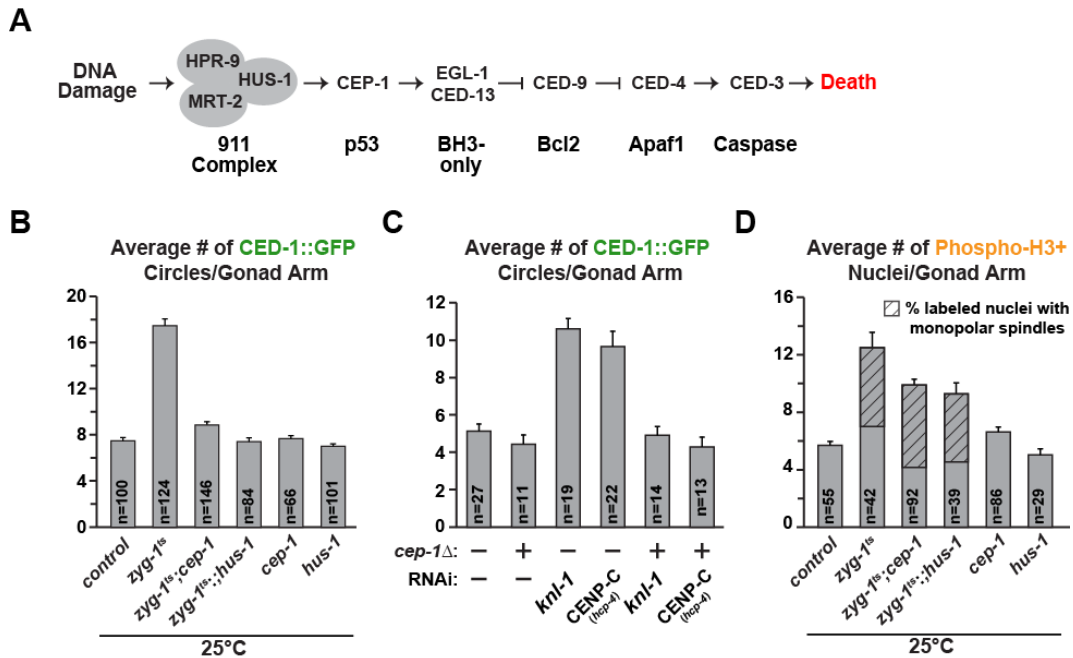 A
DNA
Damage
HPR-9
HUS-1
MRT-2
CEP-1
EGL-1
CED-13
CED-9
CED-4
CED-3
Death
911
Complex
p53
BH3-
only
Bcl2
Apaf1
Caspase
B
Average # of CED-1::GFP
Circles/Gonad Arm
20
16
12
8
4
0
n=100
n=124
n=146
n=84
n=66
n=101
control
zyg-1ts
zyg-1ts;cep-1
zyg-1ts;;hus-1
cep-1
hus-1
25°C
C
Average # of CED-1::GFP
Circles/Gonad Arm
12
10
8
6
4
2
0
n=27
n=11
n=19
n=22
n=14
n=13
cep-1Δ: – + – – + +
RNAi: – – knl-1 CENP-C (hcp-4) knl-1 CENP-C (hcp-4)
D
Average # of Phospho-H3+
Nuclei/Gonad Arm
% labeled nuclei with
monopolar spindles
16
12
8
4
0
n=55
n=42
n=92
n=39
n=86
n=29
control
zyg-1ts
zyg-1ts;cep-1
zyg-1ts;;hus-1
cep-1
hus-1
25°C